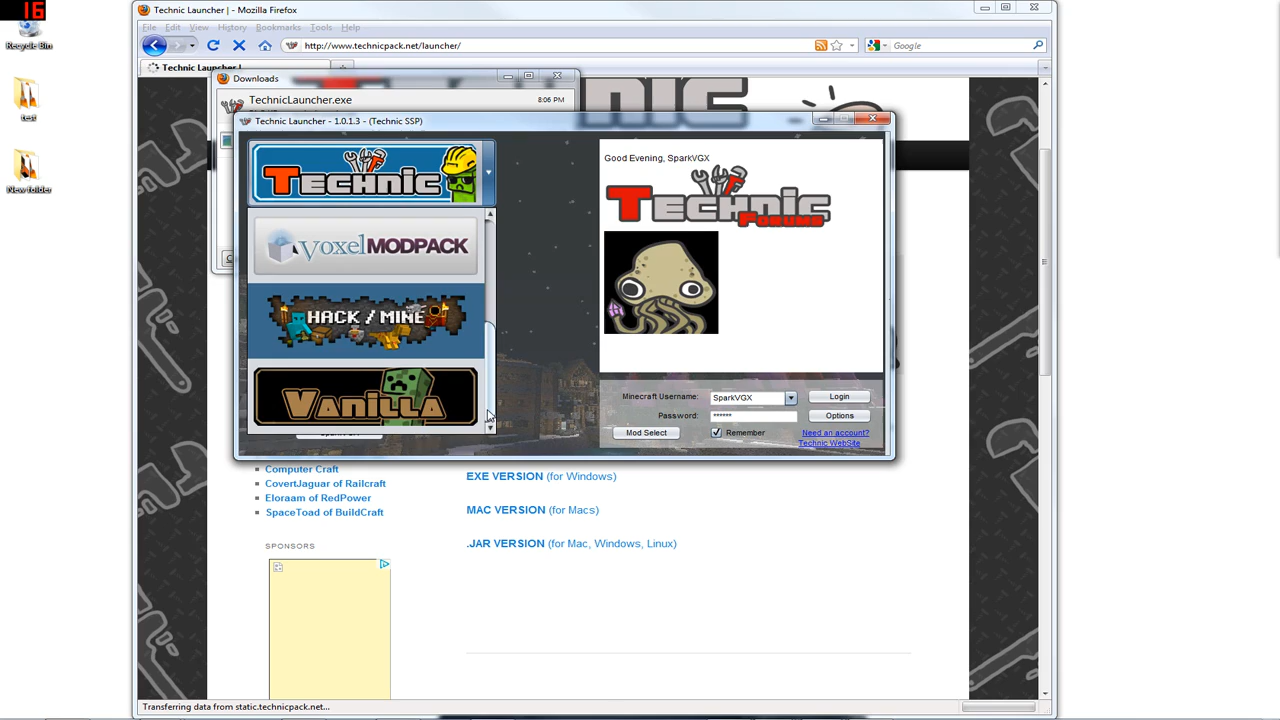 16
Recycle Bin
test
New folder
Technic Launcher | - Mozilla Firefox
File Edit View History Bookmarks Tools Help
http://www.technicpack.net/launcher/
Google
Technic Launcher |
Downloads
TechnicLauncher.exe
8:06 PM
Technic Launcher - 1.0.1.3 - (Technic SSP)
TECHNIC
VoxelMODPACK
HACK / MINE
VANILLA
Good Evening, SparkVGX
TECHNIC
FORUMS
Minecraft Username: SparkVGX Login
Password: ****** Options
Mod Select Remember Need an account?
Technic WebSite
Computer Craft
CovertJaguar of Railcraft
Eloraam of RedPower
SpaceToad of BuildCraft
SPONSORS
EXE VERSION (for Windows)
MAC VERSION (for Macs)
.JAR VERSION (for Mac, Windows, Linux)
Transferring data from static.technicpack.net...